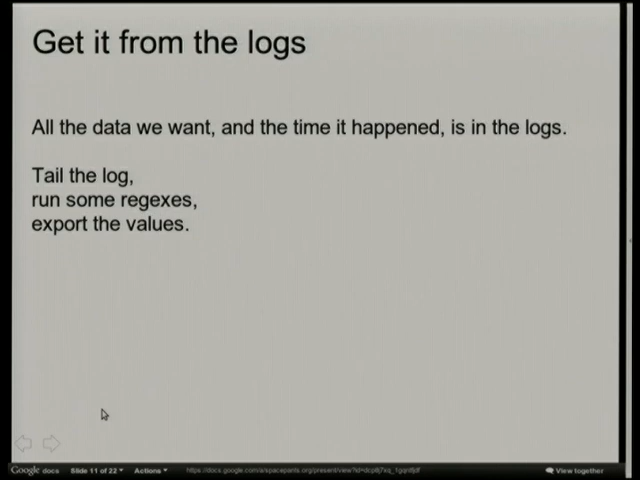 Get it from the logs
All the data we want, and the time it happened, is in the logs.
Tail the log,
run some regexes,
export the values.
Google docs Slide 11 of 22 Actions
View together